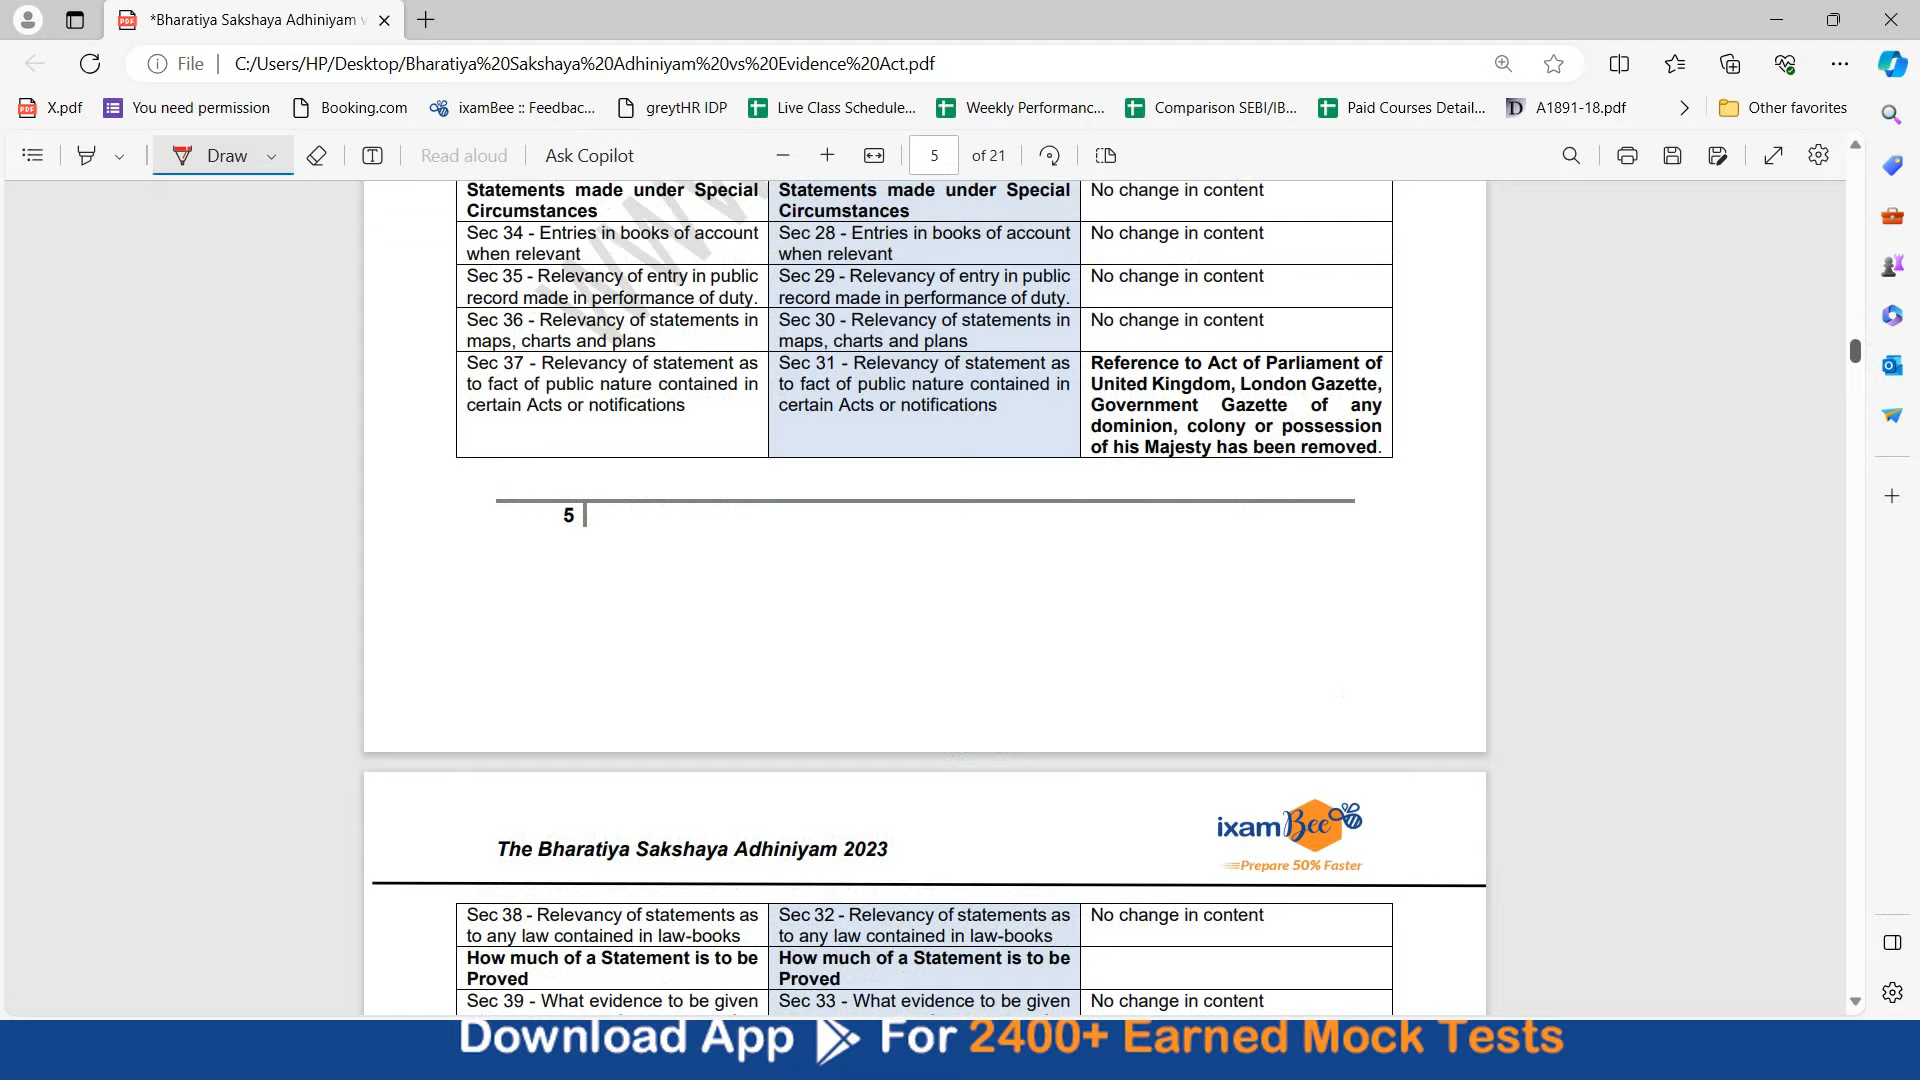 *Bharatiya Sakshaya Adhiniyam v
File
C:/Users/HP/Desktop/Bharatiya%20Sakshaya%20Adhiniyam%20vs%20Evidence%20Act.pdf
X.pdf
You need permission
Booking.com
ixamBee :: Feedbac...
greytHR IDP
Live Class Schedule...
Weekly Performanc...
Comparison SEBI/IB...
Paid Courses Detail...
A1891-18.pdf
Other favorites
Draw
Read aloud
Ask Copilot
5 of 21
Statements made under Special
Circumstances
Statements made under Special
Circumstances
No change in content
Sec 34 - Entries in books of account
when relevant
Sec 28 - Entries in books of account
when relevant
No change in content
Sec 35 - Relevancy of entry in public
record made in performance of duty.
Sec 29 - Relevancy of entry in public
record made in performance of duty.
No change in content
Sec 36 - Relevancy of statements in
maps, charts and plans
Sec 30 - Relevancy of statements in
maps, charts and plans
No change in content
Sec 37 - Relevancy of statement as
to fact of public nature contained in
certain Acts or notifications
Sec 31 - Relevancy of statement as
to fact of public nature contained in
certain Acts or notifications
Reference to Act of Parliament of
United Kingdom, London Gazette,
Government Gazette of any
dominion, colony or possession
of his Majesty has been removed.
5
The Bharatiya Sakshaya Adhiniyam 2023
ixamBee
Prepare 50% Faster
Sec 38 - Relevancy of statements as
to any law contained in law-books
Sec 32 - Relevancy of statements as
to any law contained in law-books
No change in content
How much of a Statement is to be
Proved
How much of a Statement is to be
Proved
Sec 39 - What evidence to be given
Sec 33 - What evidence to be given
No change in content
Download App For 2400+ Earned Mock Tests